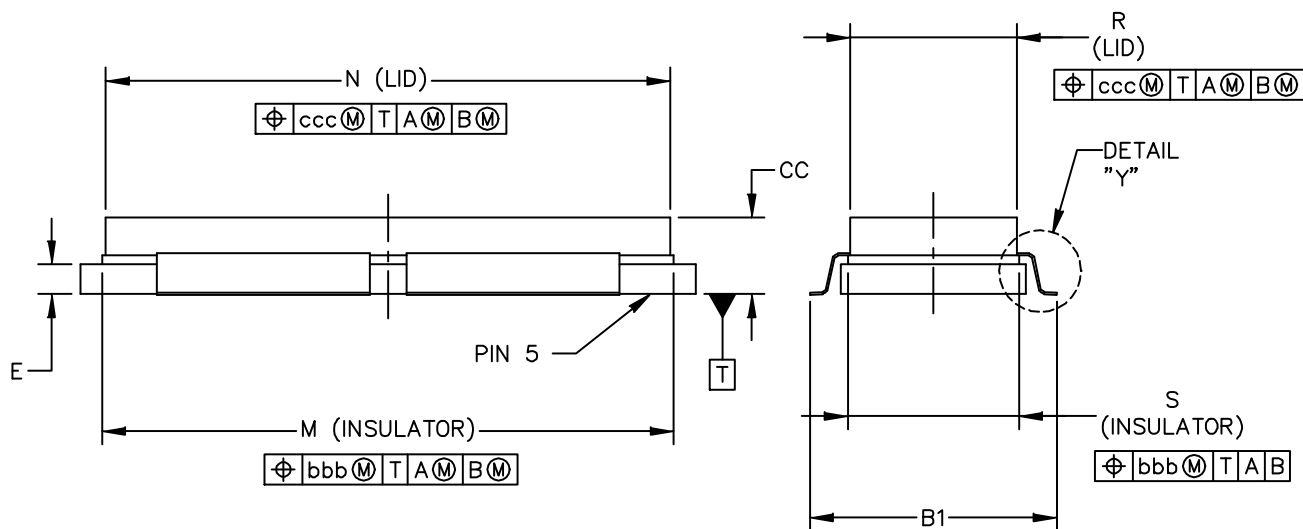 R
(LID)
⌖ ccc Ⓜ T A Ⓜ B Ⓜ
N (LID)
⌖ ccc Ⓜ T A Ⓜ B Ⓜ
DETAIL
"Y"
CC
PIN 5
E
T
M (INSULATOR)
⌖ bbb Ⓜ T A Ⓜ B Ⓜ
S
(INSULATOR)
⌖ bbb Ⓜ T A B
B1